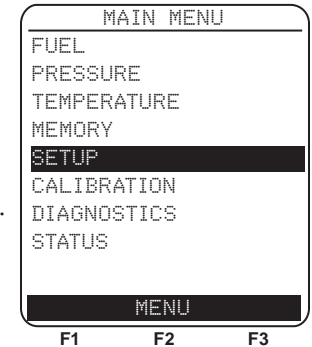 MAIN MENU
FUEL
PRESSURE
TEMPERATURE
MEMORY
SETUP
CALIBRATION
DIAGNOSTICS
STATUS
MENU
F1 F2 F3